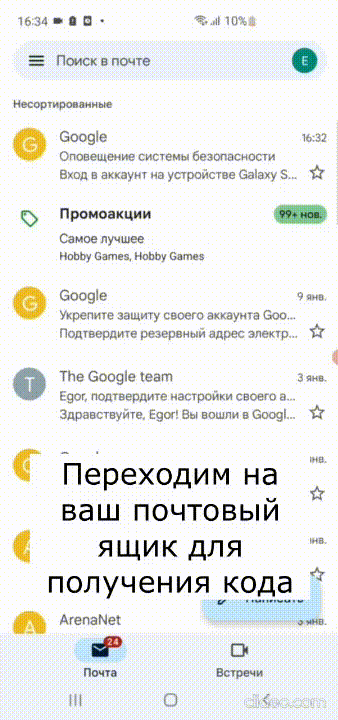 16:34
10%
Поиск в почте
E
Несортированные
G
Google
16:32
Оповещение системы безопасности
Вход в аккаунт на устройстве Galaxy S...
Промоакции
99+ нов.
Самое лучшее
Hobby Games, Hobby Games
G
Google
9 янв.
Укрепите защиту своего аккаунта Goo...
Подтвердите резервный адрес электр...
T
The Google team
3 янв.
Egor, подтвердите настройки своего а...
Здравствуйте, Egor! Вы вошли в Googl...
янв.
Переходим на
ваш почтовый
ящик для
получения кода
янв.
A
ArenaNet
3 янв.
24
Почта
Встречи
clideo.com